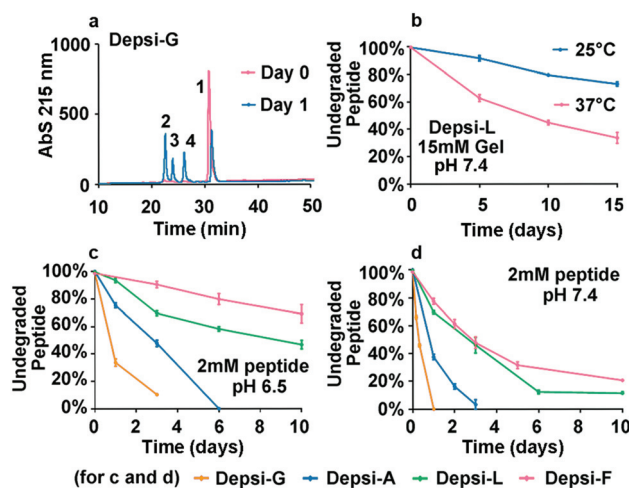 a
Depsi-G
AbS 215 nm
1000
500
0
1
2
3
4
Day 0
Day 1
10 20 30 40 50
Time (min)
b
Undegraded Peptide
100%
80%
60%
40%
20%
0%
25°C
37°C
Depsi-L
15mM Gel
pH 7.4
0 5 10 15
Time (days)
c
Undegraded
Peptide
100%
80%
60%
40%
20%
0%
2mM peptide
pH 6.5
0 2 4 6 8 10
Time (days)
d
Undegraded
Peptide
100%
80%
60%
40%
20%
0%
2mM peptide
pH 7.4
0 2 4 6 8 10
Time (days)
(for c and d) Depsi-G Depsi-A Depsi-L Depsi-F